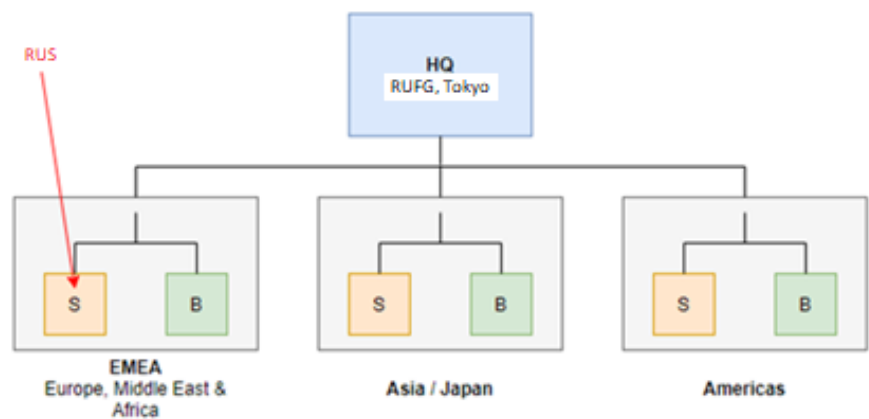 RUS
HQ
RUFG, Tokyo
S
B
S
B
S
B
EMEA
Europe, Middle East &
Africa
Asia / Japan
Americas